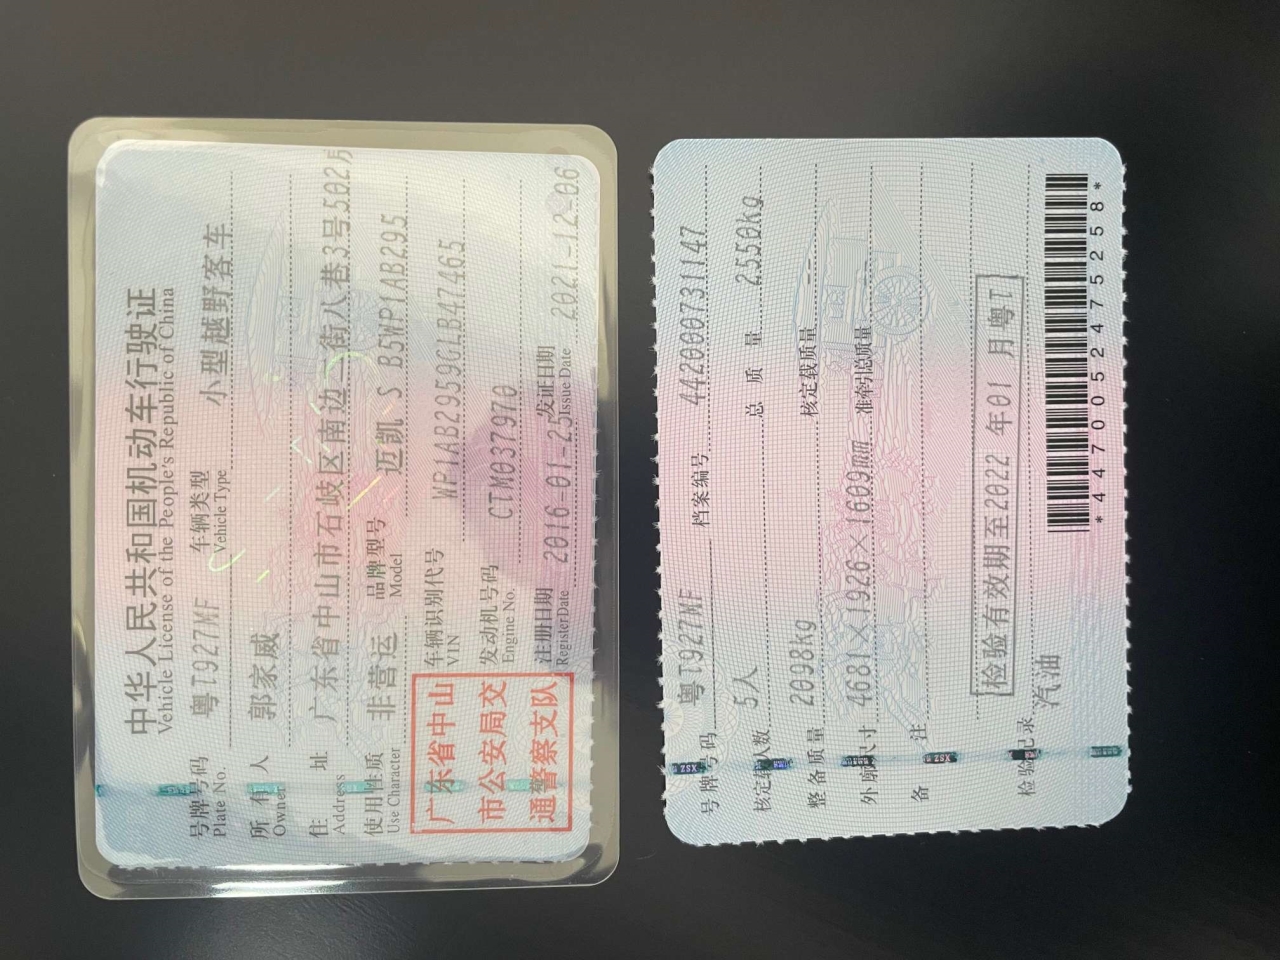 中华人民共和国机动车行驶证
Vehicle License of the People's Republic of China
号牌号码 粤T927MF 车辆类型 小型越野客车
Plate No. Vehicle Type
所有人 郭家威
Owner
住址 广东省中山市石岐区南边二街八巷3号502房
Address
使用性质 非营运 品牌型号 迈凯 S B5WP1AB295
Use Character Model
广东省中山
市公安局交
通警察支队
车辆识别代号 WP1AB2959GLB47465
VIN
发动机号码 CTM037970
Engine No.
注册日期 2016-01-25 发证日期 2021-12-06
Register Date Issue Date
号牌号码 粤T927MF 档案编号 442000731147
核定载人数 5人 总质量 2550kg
整备质量 2098kg 核定载质量 --
外廓尺寸 4681×1926×1609mm 准牵引总质量
备注
检验有效期至2022年01月粤T
检验记录
汽油
*4470052475258*